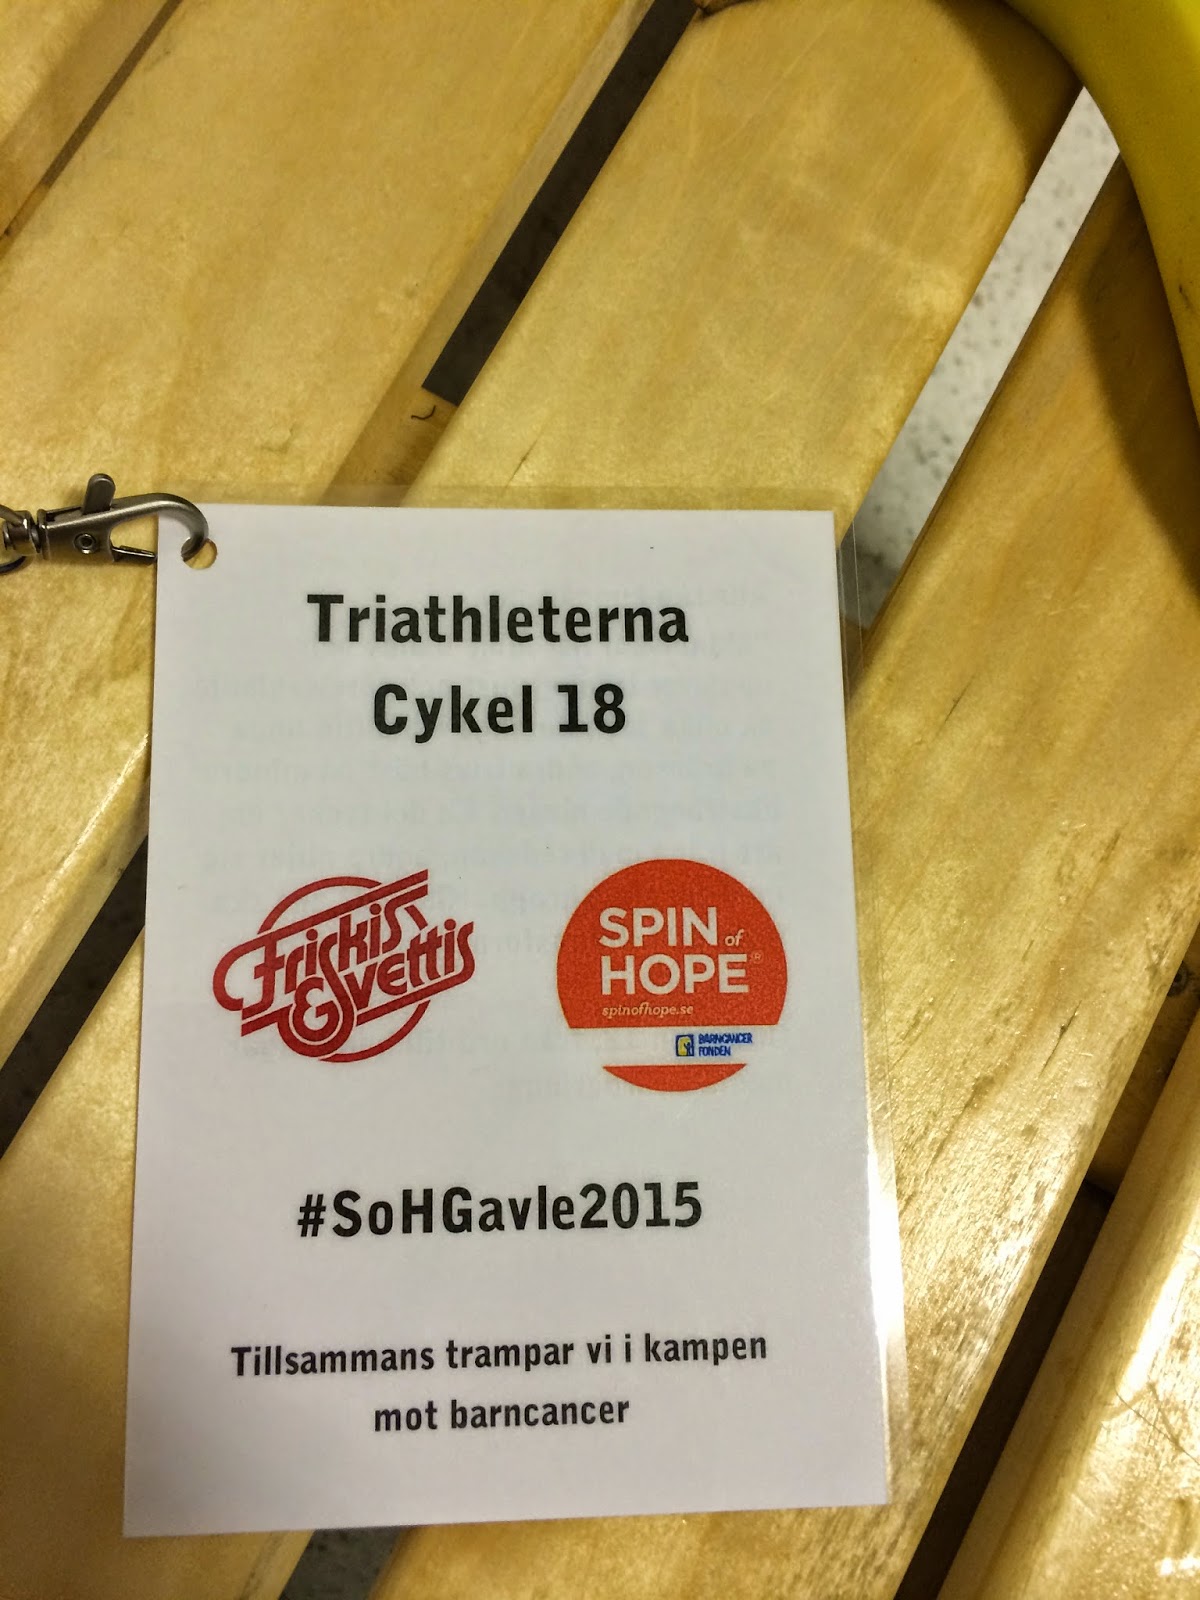 Triathleterna
Cykel 18
Friskis
&Svettis
SPIN of
HOPE®
spinofhope.se
BARNCANCER
FONDEN
#SoHGavle2015
Tillsammans trampar vi i kampen
mot barncancer